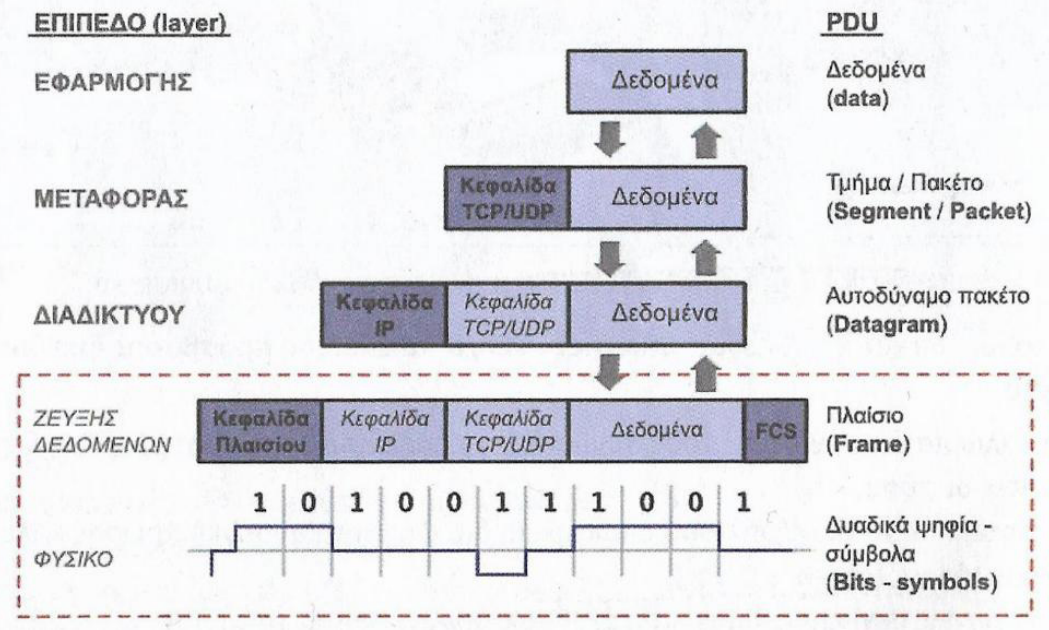 ΕΠΙΠΕΔΟ (layer)
PDU
ΕΦΑΡΜΟΓΗΣ
Δεδομένα
Δεδομένα
(data)
ΜΕΤΑΦΟΡΑΣ
Κεφαλίδα
TCP/UDP
Δεδομένα
Τμήμα / Πακέτο
(Segment / Packet)
ΔΙΑΔΙΚΤΥΟΥ
Κεφαλίδα
IP
Κεφαλίδα
TCP/UDP
Δεδομένα
Αυτοδύναμο πακέτο
(Datagram)
ΖΕΥΞΗΣ
ΔΕΔΟΜΕΝΩΝ
Κεφαλίδα
Πλαισίου
Κεφαλίδα
IP
Κεφαλίδα
TCP/UDP
Δεδομένα
FCS
Πλαίσιο
(Frame)
1 0 1 0 0 1 1 1 0 0 1
ΦΥΣΙΚΟ
Δυαδικά ψηφία -
σύμβολα
(Bits - symbols)